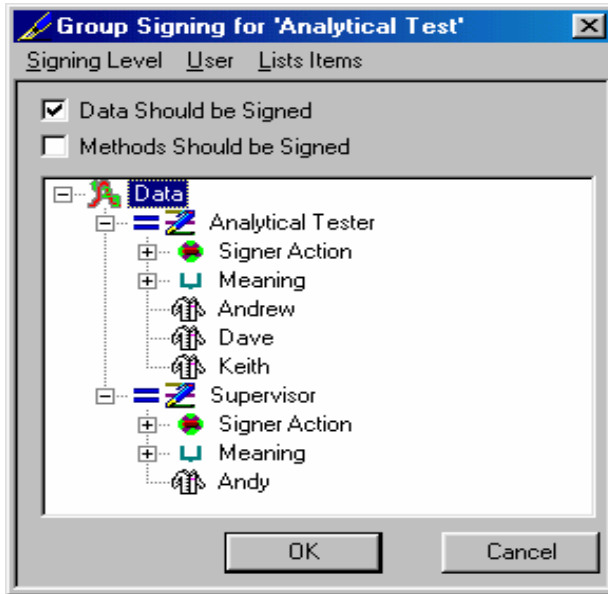 Group Signing for 'Analytical Test'
Signing Level User Lists Items
Data Should be Signed
Methods Should be Signed
Data
Analytical Tester
Signer Action
Meaning
Andrew
Dave
Keith
Supervisor
Signer Action
Meaning
Andy
OK Cancel